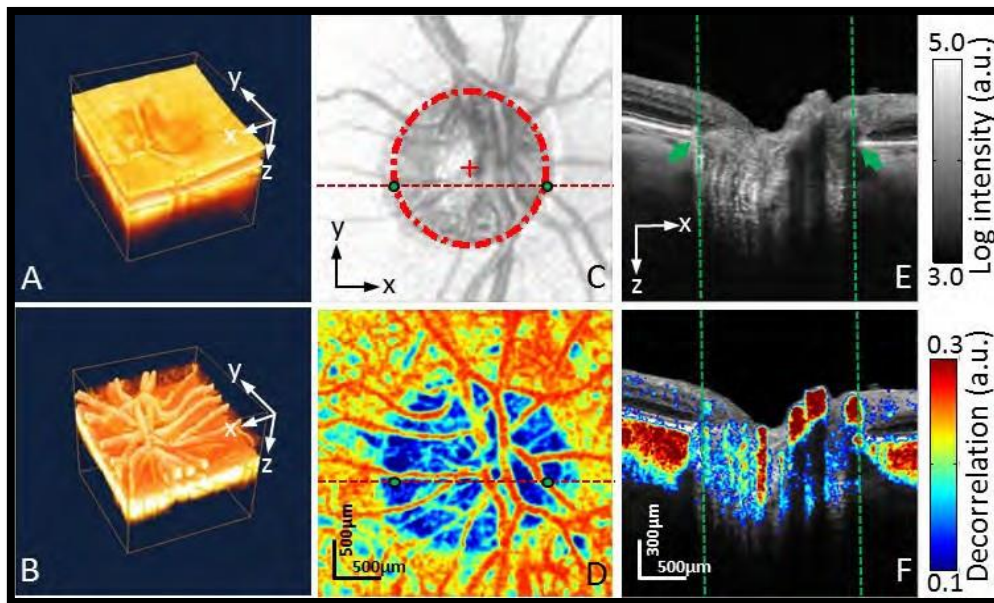 y
x
z
A
y
x
C
x
z
E
5.0
Log intensity (a.u.)
3.0
y
x
z
B
500µm
500µm
D
300µm
500µm
F
0.3
Decorrelation (a.u.)
0.1